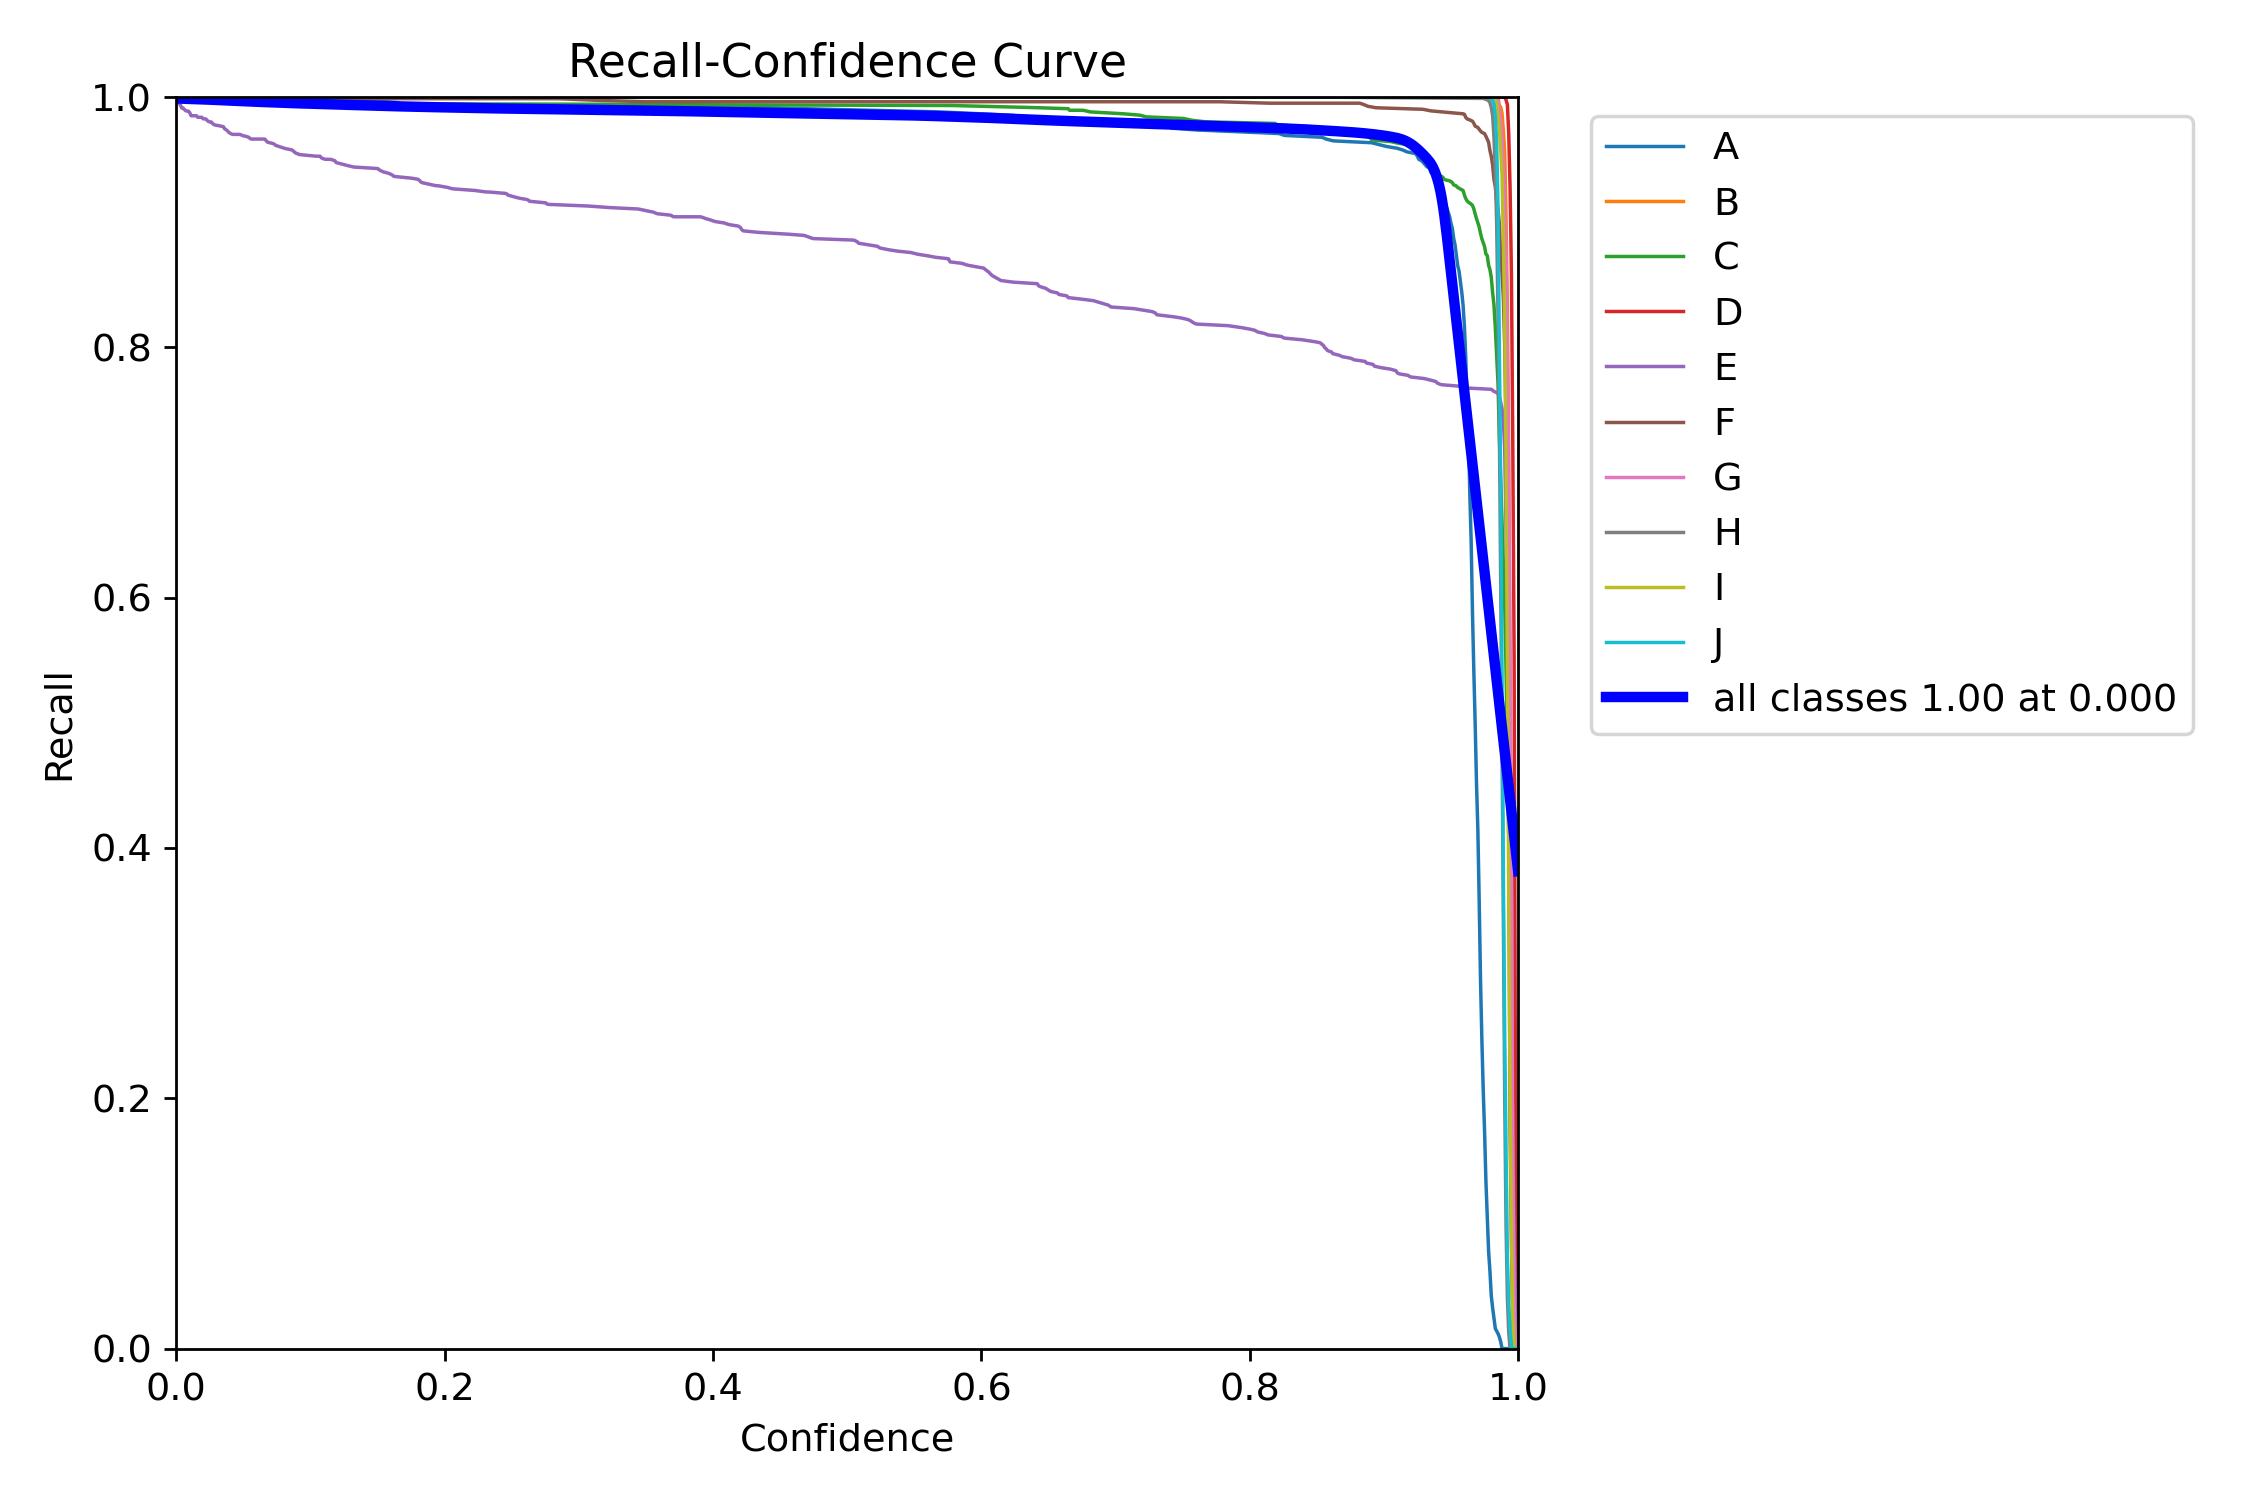 Recall-Confidence Curve
1.0
0.8
0.6
0.4
0.2
0.0
Recall
0.0 0.2 0.4 0.6 0.8 1.0
Confidence
A
B
C
D
E
F
G
H
I
J
all classes 1.00 at 0.000